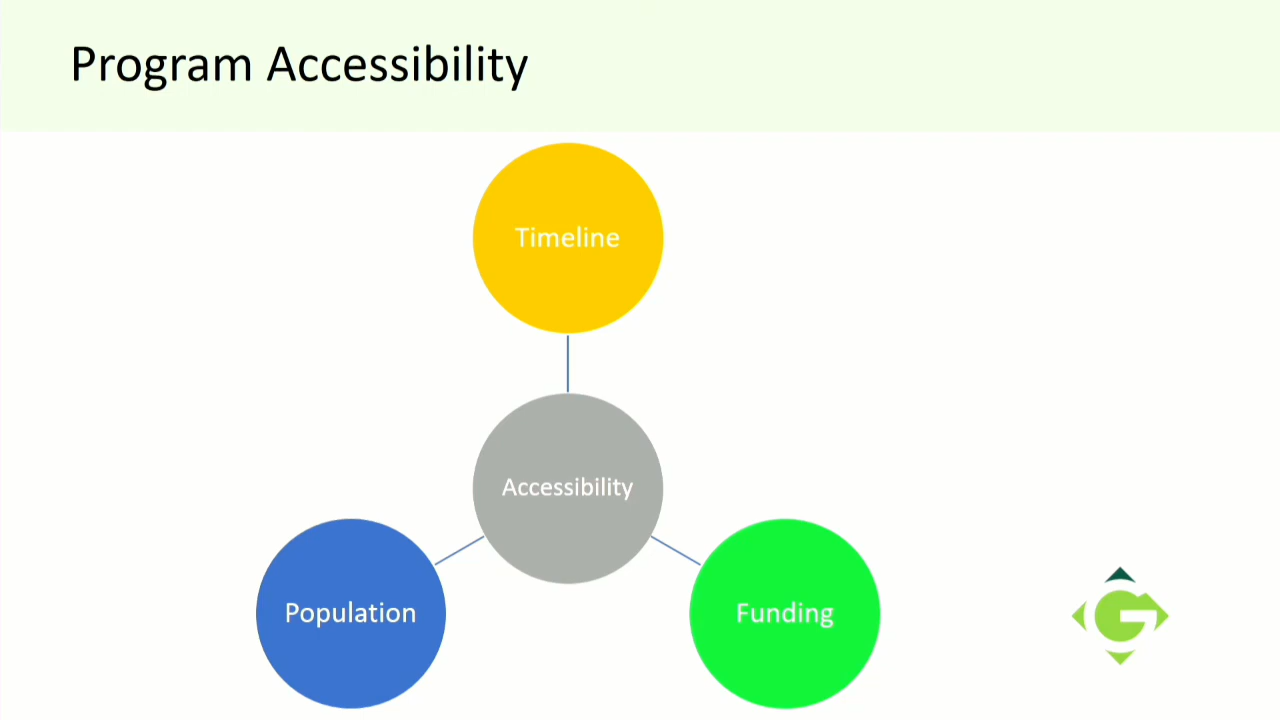 Program Accessibility
Timeline
Accessibility
Population
Funding
G